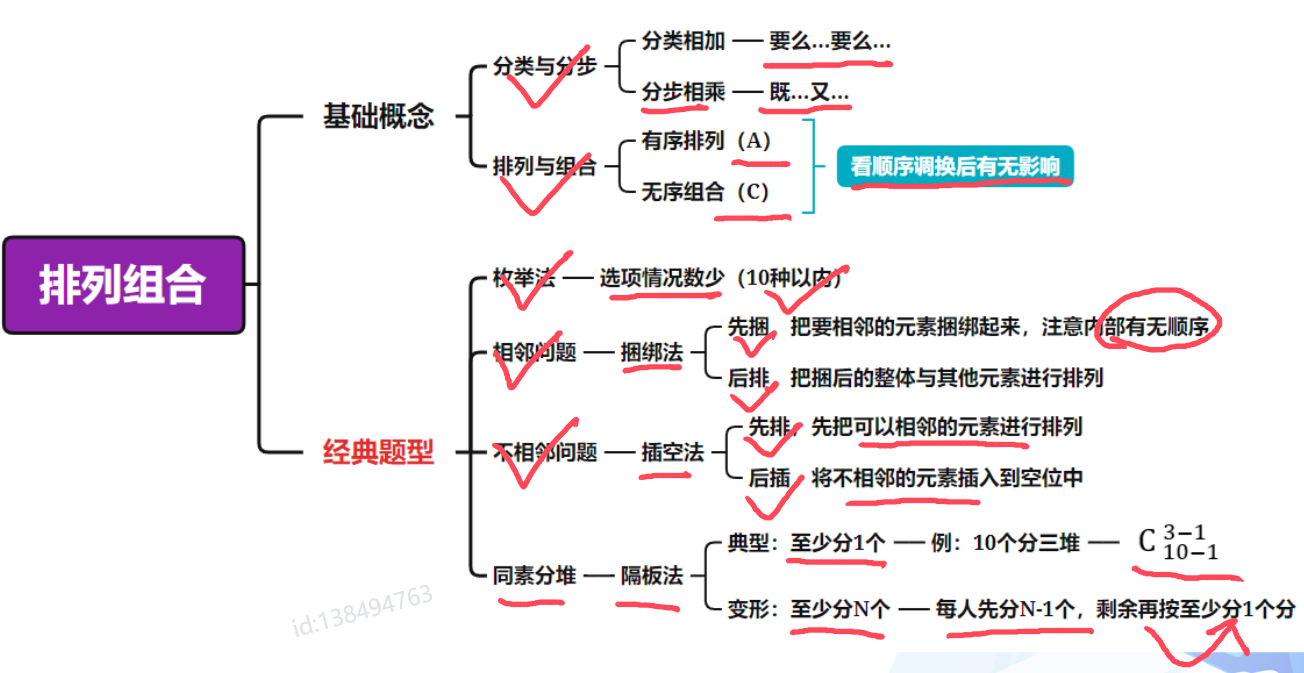 排列组合
基础概念
分类与分步
分类相加
要么…要么…
分步相乘
既…又…
排列与组合
有序排列（A）
无序组合（C）
看顺序调换后有无影响
经典题型
枚举法
选项情况数少（10种以内）
相邻问题
捆绑法
先捆，把要相邻的元素捆绑起来，注意内部有无顺序
后排，把捆后的整体与其他元素进行排列
不相邻问题
插空法
先排，先把可以相邻的元素进行排列
后插，将不相邻的元素插入到空位中
同素分堆
隔板法
典型：至少分1个
例：10个分三堆
C 3−1 10−1
变形：至少分N个
每人先分N-1个，剩余再按至少分1个分
id:138494763